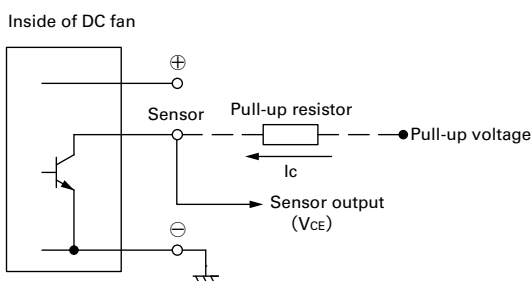 Inside of DC fan
⊕
Sensor
Pull-up resistor
Pull-up voltage
Ic
Sensor output
(VCE)
⊖